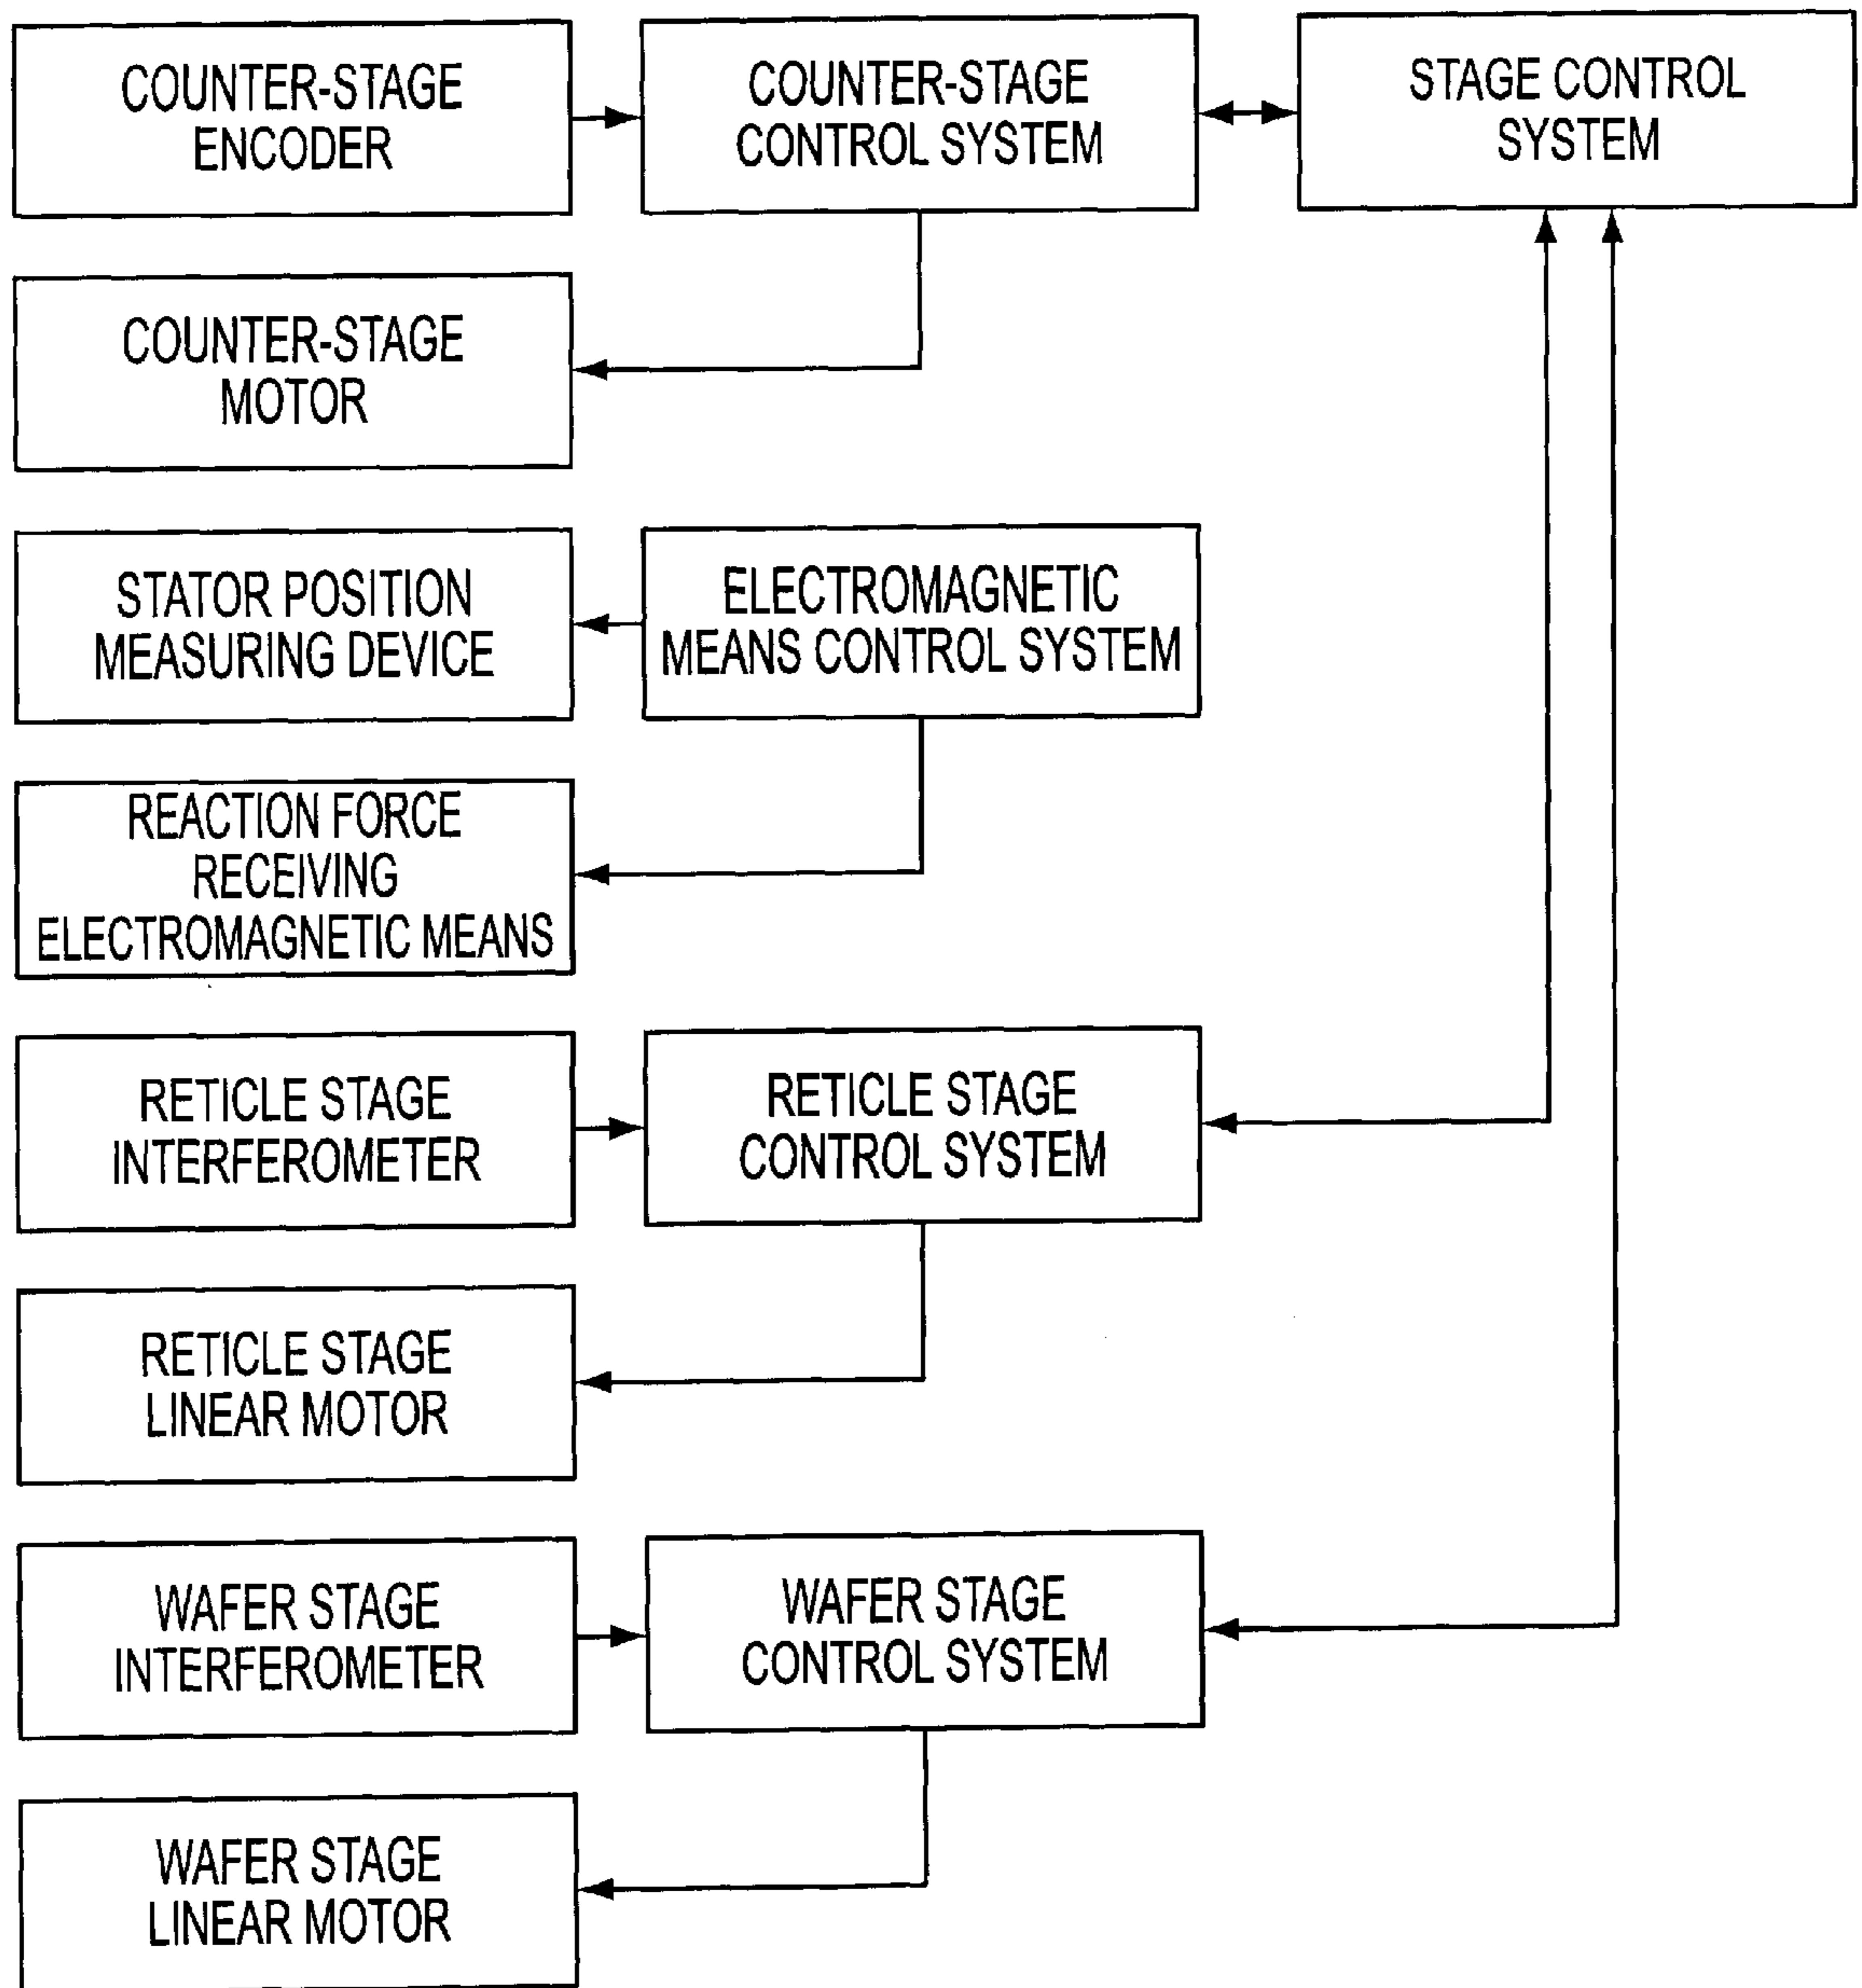 COUNTER-STAGE
ENCODER
COUNTER-STAGE
CONTROL SYSTEM
STAGE CONTROL
SYSTEM
COUNTER-STAGE
MOTOR
STATOR POSITION
MEASURING DEVICE
ELECTROMAGNETIC
MEANS CONTROL SYSTEM
REACTION FORCE
RECEIVING
ELECTROMAGNETIC MEANS
RETICLE STAGE
INTERFEROMETER
RETICLE STAGE
CONTROL SYSTEM
RETICLE STAGE
LINEAR MOTOR
WAFER STAGE
INTERFEROMETER
WAFER STAGE
CONTROL SYSTEM
WAFER STAGE
LINEAR MOTOR